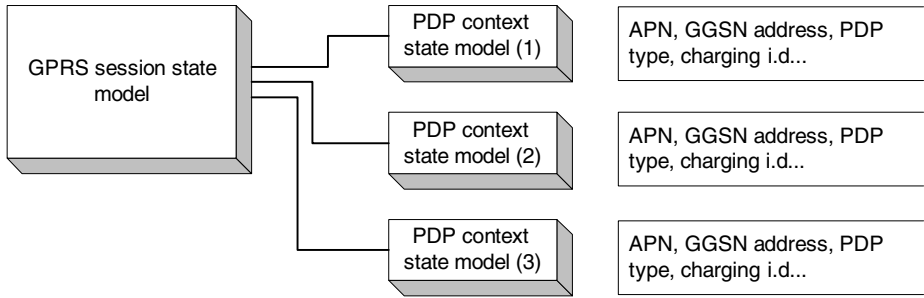 GPRS session state
model
PDP context
state model (1)
APN, GGSN address, PDP
type, charging i.d...
PDP context
state model (2)
APN, GGSN address, PDP
type, charging i.d...
PDP context
state model (3)
APN, GGSN address, PDP
type, charging i.d...